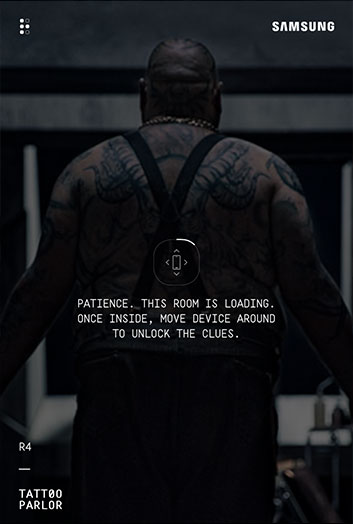 SAMSUNG
PATIENCE. THIS ROOM IS LOADING.
ONCE INSIDE, MOVE DEVICE AROUND
TO UNLOCK THE CLUES.
R4
—
TATTOO
PARLOR